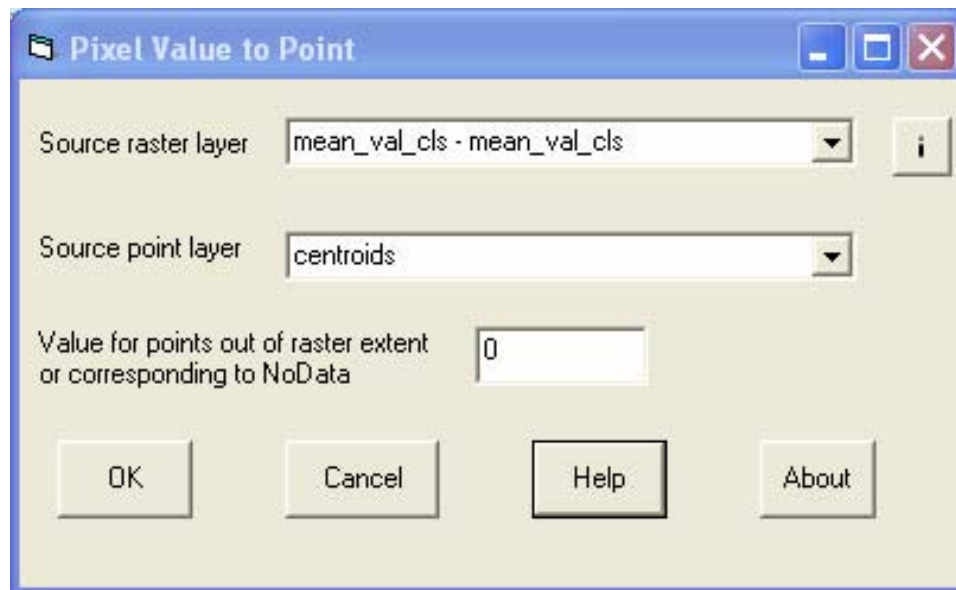 Pixel Value to Point
Source raster layer
mean_val_cls - mean_val_cls
i
Source point layer
centroids
Value for points out of raster extent
or corresponding to NoData
0
OK
Cancel
Help
About